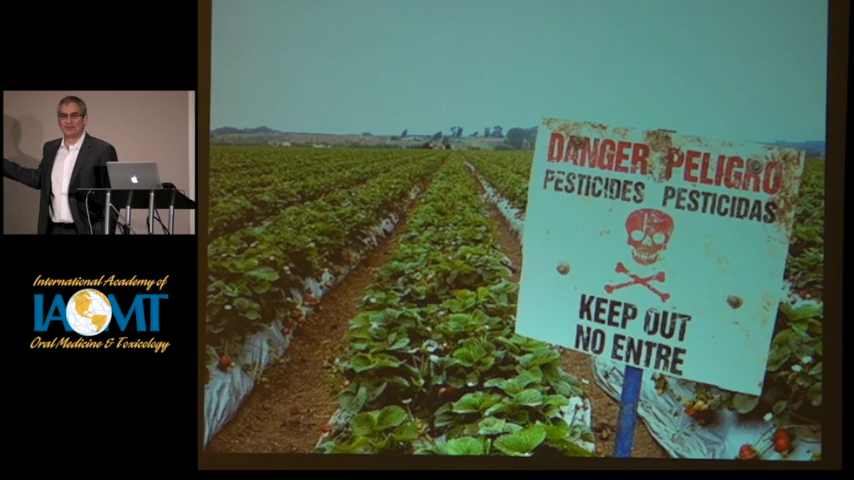 International Academy of
IAOMT
Oral Medicine & Toxicology
DANGER PELIGRO
PESTICIDES PESTICIDAS
KEEP OUT
NO ENTRE